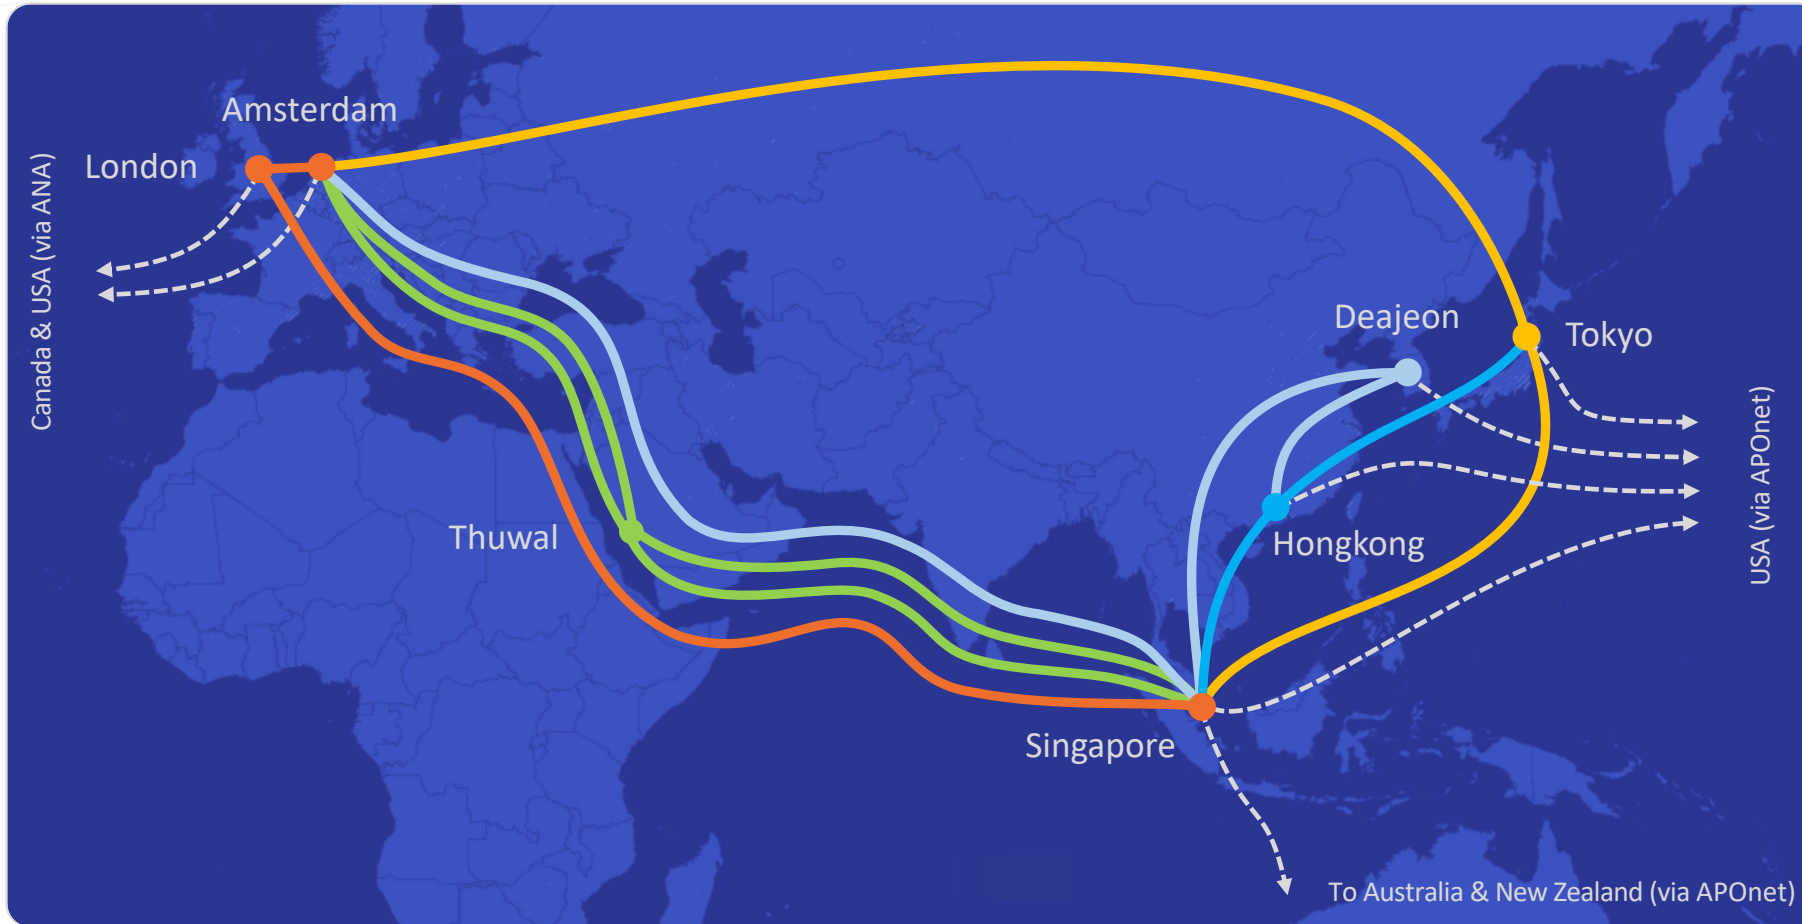 Amsterdam
London
Canada & USA (via ANA)
Deajeon
Tokyo
USA (via APOnet)
Thuwal
Hongkong
Singapore
To Australia & New Zealand (via APOnet)